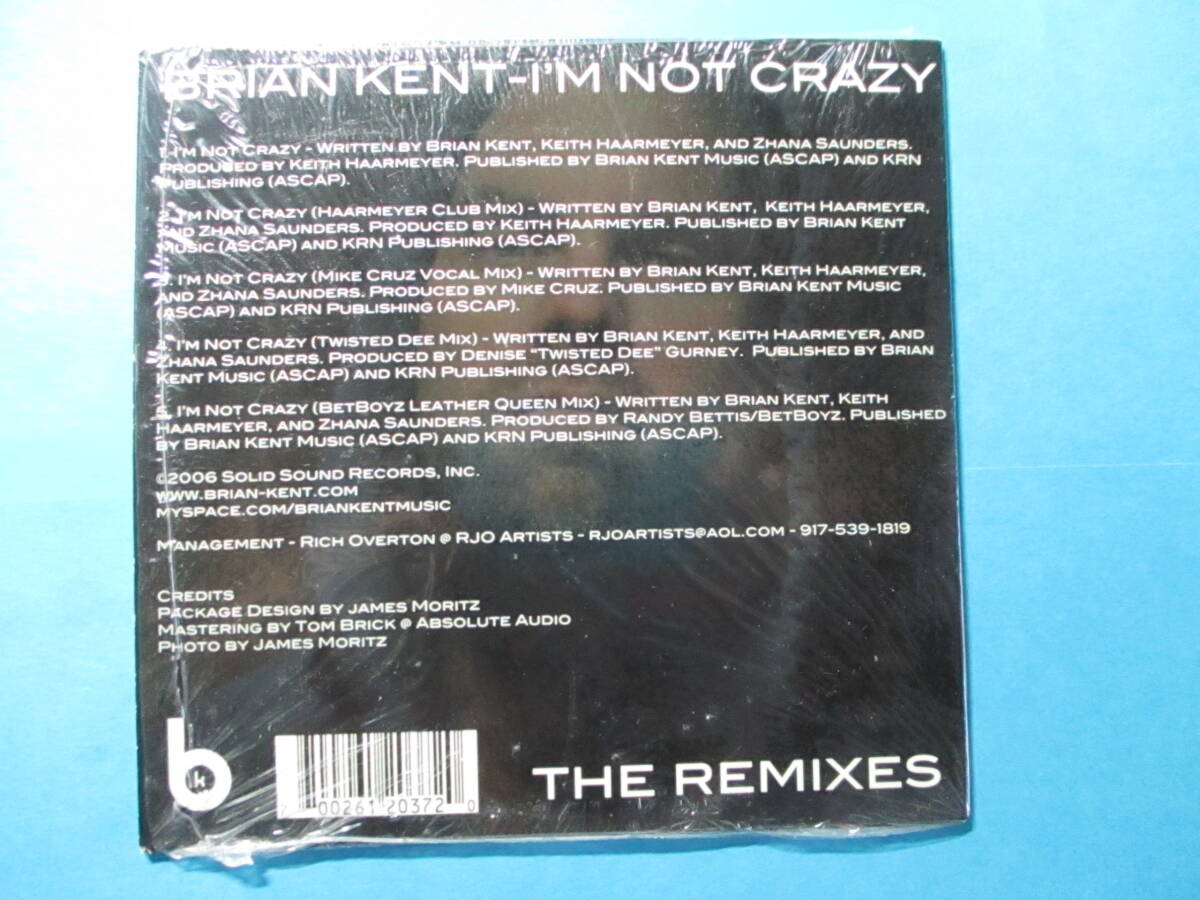 BRIAN KENT-I'M NOT CRAZY
1. I'M NOT CRAZY - WRITTEN BY BRIAN KENT, KEITH HAARMEYER, AND ZHANA SAUNDERS.
PRODUCED BY KEITH HAARMEYER. PUBLISHED BY BRIAN KENT MUSIC (ASCAP) AND KRN
PUBLISHING (ASCAP).
2. I'M NOT CRAZY (HAARMEYER CLUB MIX) - WRITTEN BY BRIAN KENT, KEITH HAARMEYER,
AND ZHANA SAUNDERS. PRODUCED BY KEITH HAARMEYER. PUBLISHED BY BRIAN KENT
MUSIC (ASCAP) AND KRN PUBLISHING (ASCAP).
3. I'M NOT CRAZY (MIKE CRUZ VOCAL MIX) - WRITTEN BY BRIAN KENT, KEITH HAARMEYER,
AND ZHANA SAUNDERS. PRODUCED BY MIKE CRUZ. PUBLISHED BY BRIAN KENT MUSIC
(ASCAP) AND KRN PUBLISHING (ASCAP).
4. I'M NOT CRAZY (TWISTED DEE MIX) - WRITTEN BY BRIAN KENT, KEITH HAARMEYER, AND
ZHANA SAUNDERS. PRODUCED BY DENISE "TWISTED DEE" GURNEY. PUBLISHED BY BRIAN
KENT MUSIC (ASCAP) AND KRN PUBLISHING (ASCAP).
5. I'M NOT CRAZY (BETBOYZ LEATHER QUEEN MIX) - WRITTEN BY BRIAN KENT, KEITH
HAARMEYER, AND ZHANA SAUNDERS. PRODUCED BY RANDY BETTIS/BETBOYZ. PUBLISHED
BY BRIAN KENT MUSIC (ASCAP) AND KRN PUBLISHING (ASCAP).
©2006 SOLID SOUND RECORDS, INC.
WWW.BRIAN-KENT.COM
MYSPACE.COM/BRIANKENTMUSIC
MANAGEMENT - RICH OVERTON @ RJO ARTISTS - RJOARTISTS@AOL.COM - 917-539-1819
CREDITS
PACKAGE DESIGN BY JAMES MORITZ
MASTERING BY TOM BRICK @ ABSOLUTE AUDIO
PHOTO BY JAMES MORITZ
b k
7 00261 20372 0
THE REMIXES